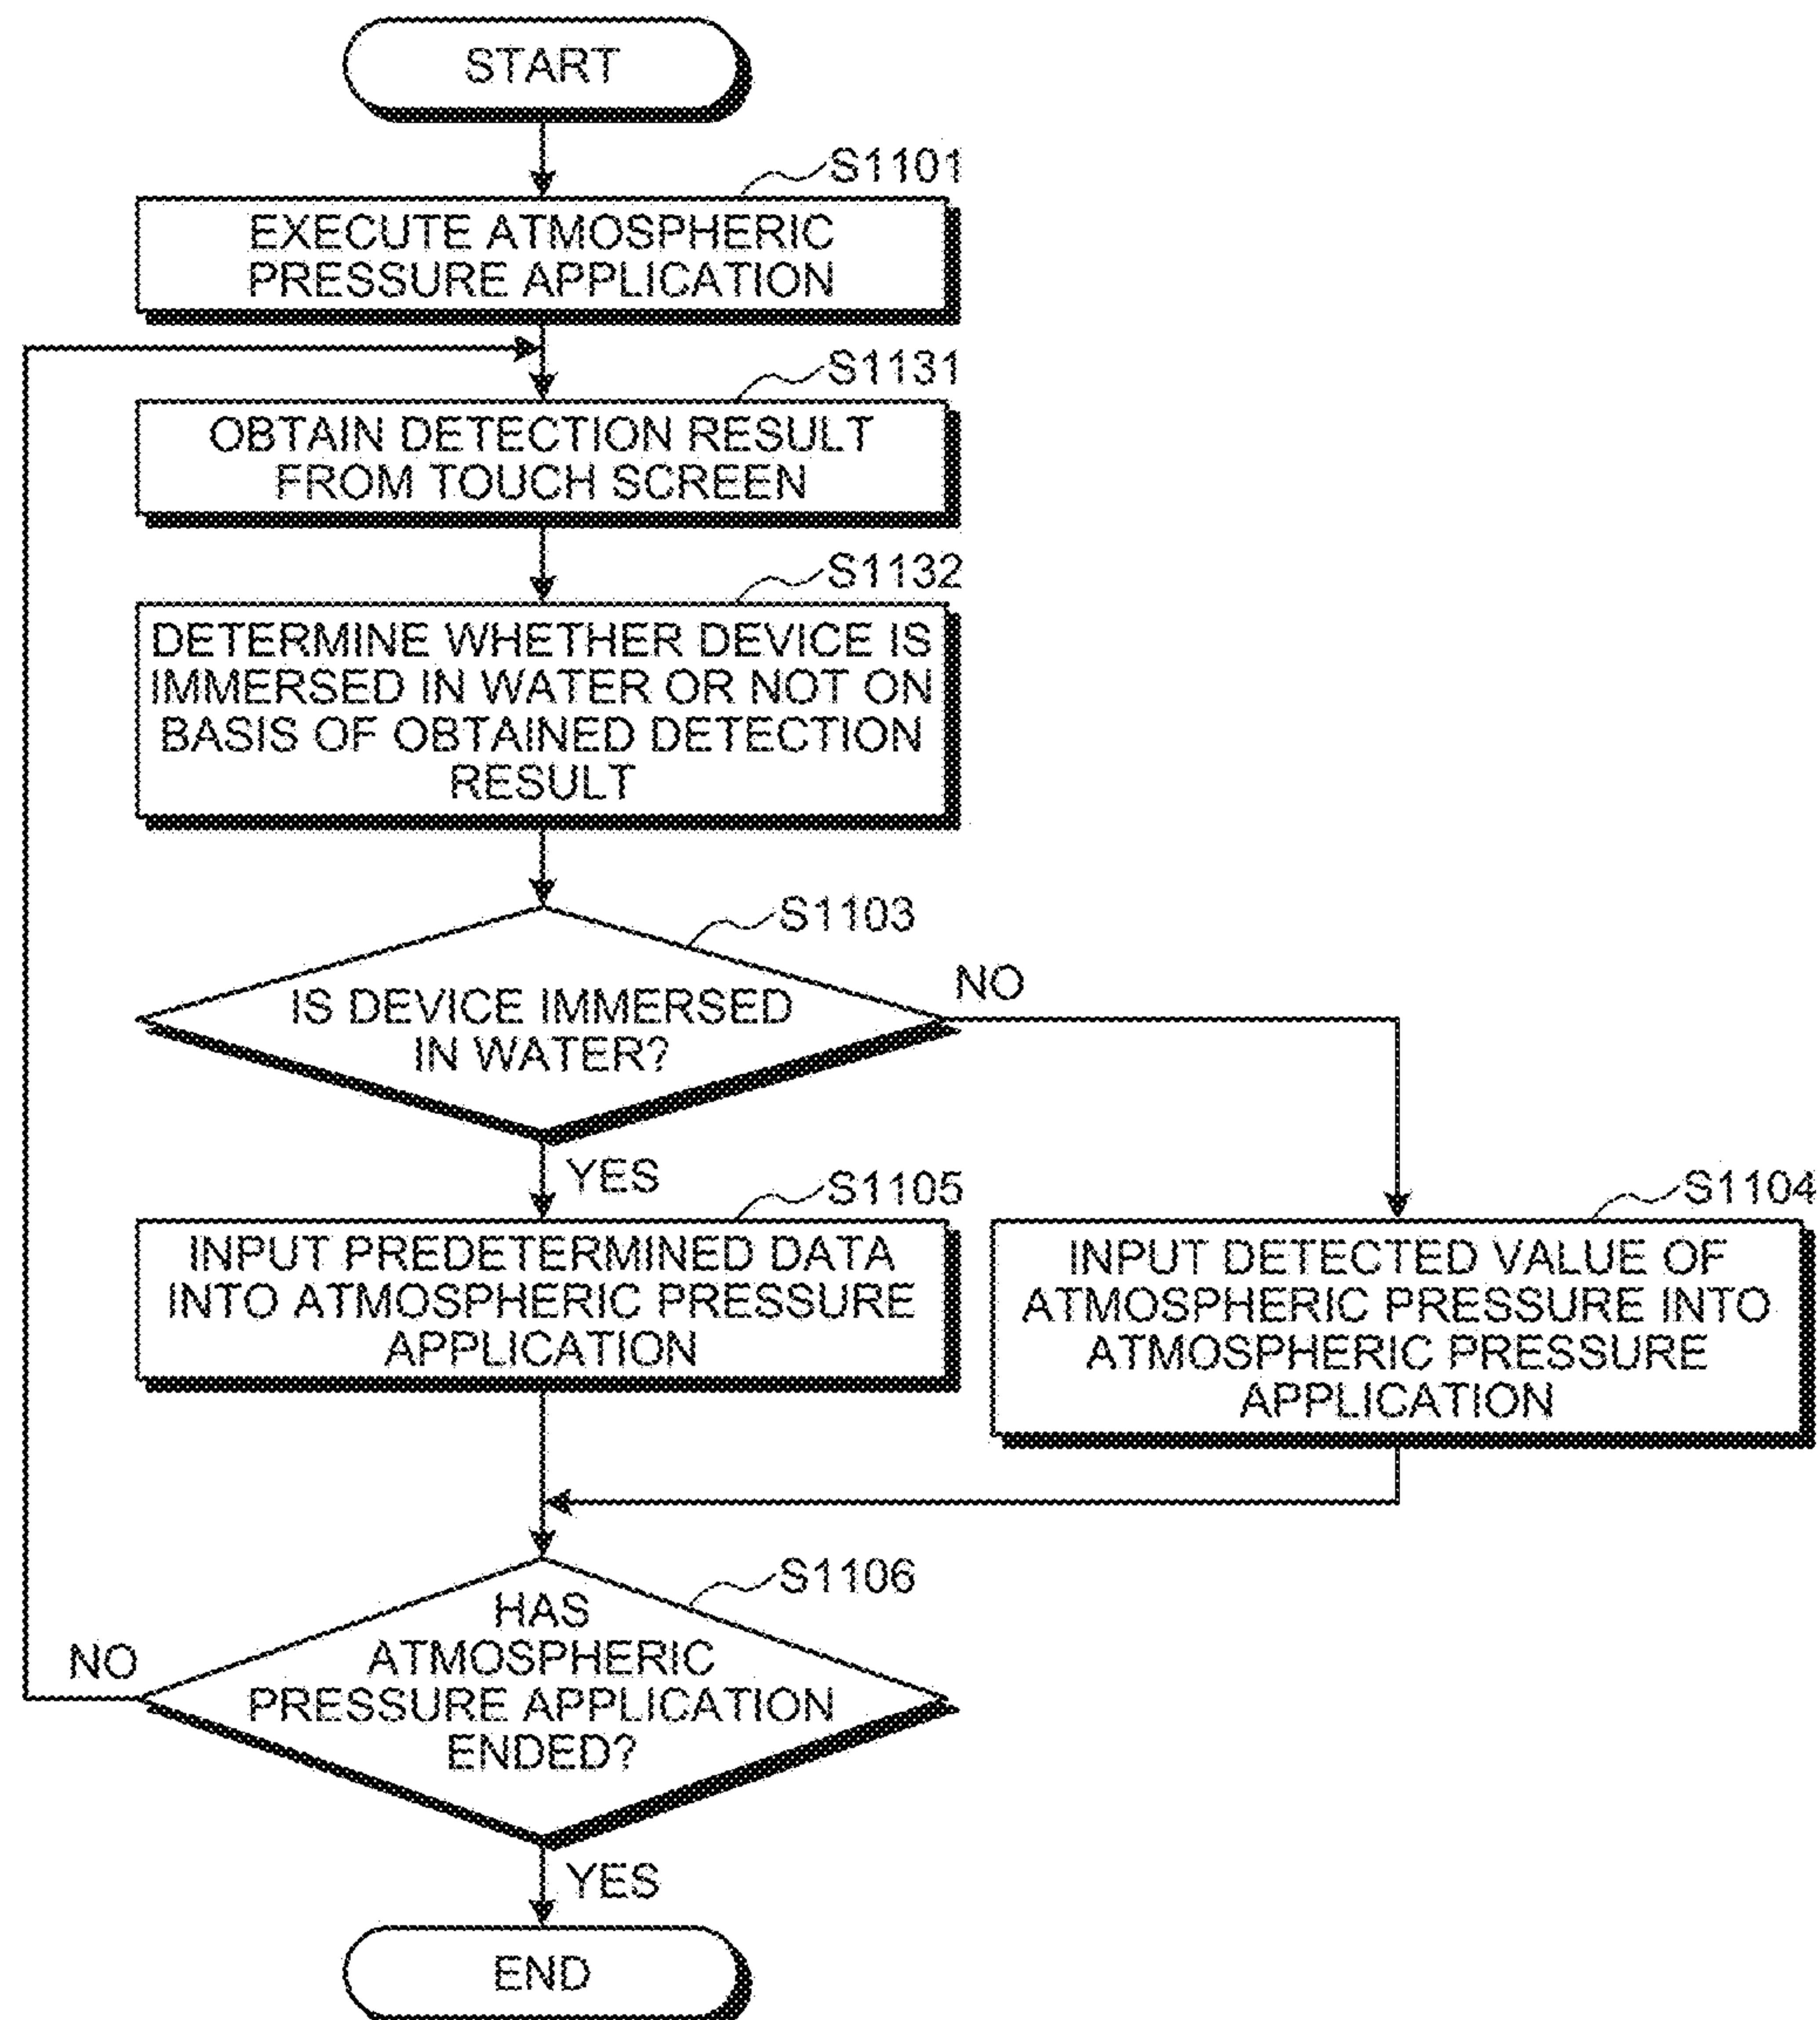 START
S1101
EXECUTE ATMOSPHERIC
PRESSURE APPLICATION
S1131
OBTAIN DETECTION RESULT
FROM TOUCH SCREEN
S1132
DETERMINE WHETHER DEVICE IS
IMMERSED IN WATER OR NOT ON
BASIS OF OBTAINED DETECTION
RESULT
S1103
IS DEVICE IMMERSED
IN WATER?
NO
YES
S1105
INPUT PREDETERMINED DATA
INTO ATMOSPHERIC PRESSURE
APPLICATION
S1104
INPUT DETECTED VALUE OF
ATMOSPHERIC PRESSURE INTO
ATMOSPHERIC PRESSURE
APPLICATION
S1106
HAS
ATMOSPHERIC
PRESSURE APPLICATION
ENDED?
NO
YES
END